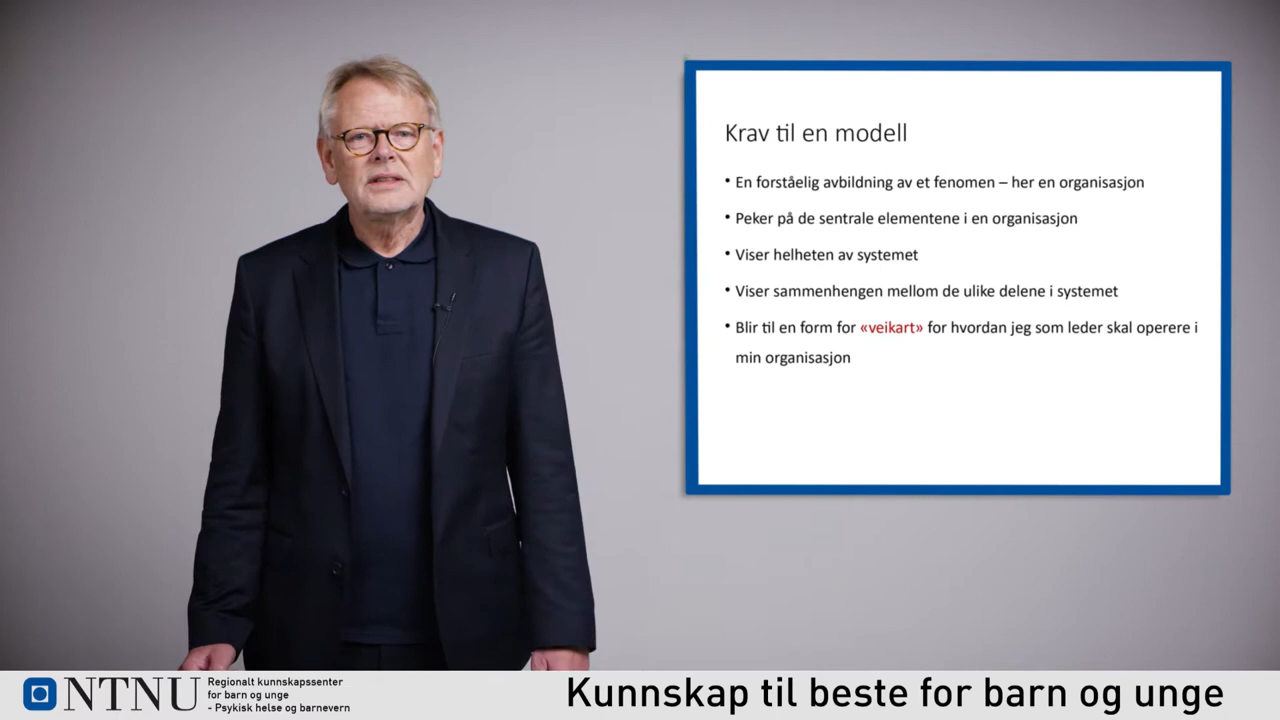 Krav til en modell
• En forståelig avbildning av et fenomen – her en organisasjon
• Peker på de sentrale elementene i en organisasjon
• Viser helheten av systemet
• Viser sammenhengen mellom de ulike delene i systemet
• Blir til en form for «veikart» for hvordan jeg som leder skal operere i
min organisasjon
NTNU
Regionalt kunnskapssenter
for barn og unge
- Psykisk helse og barnevern
Kunnskap til beste for barn og unge